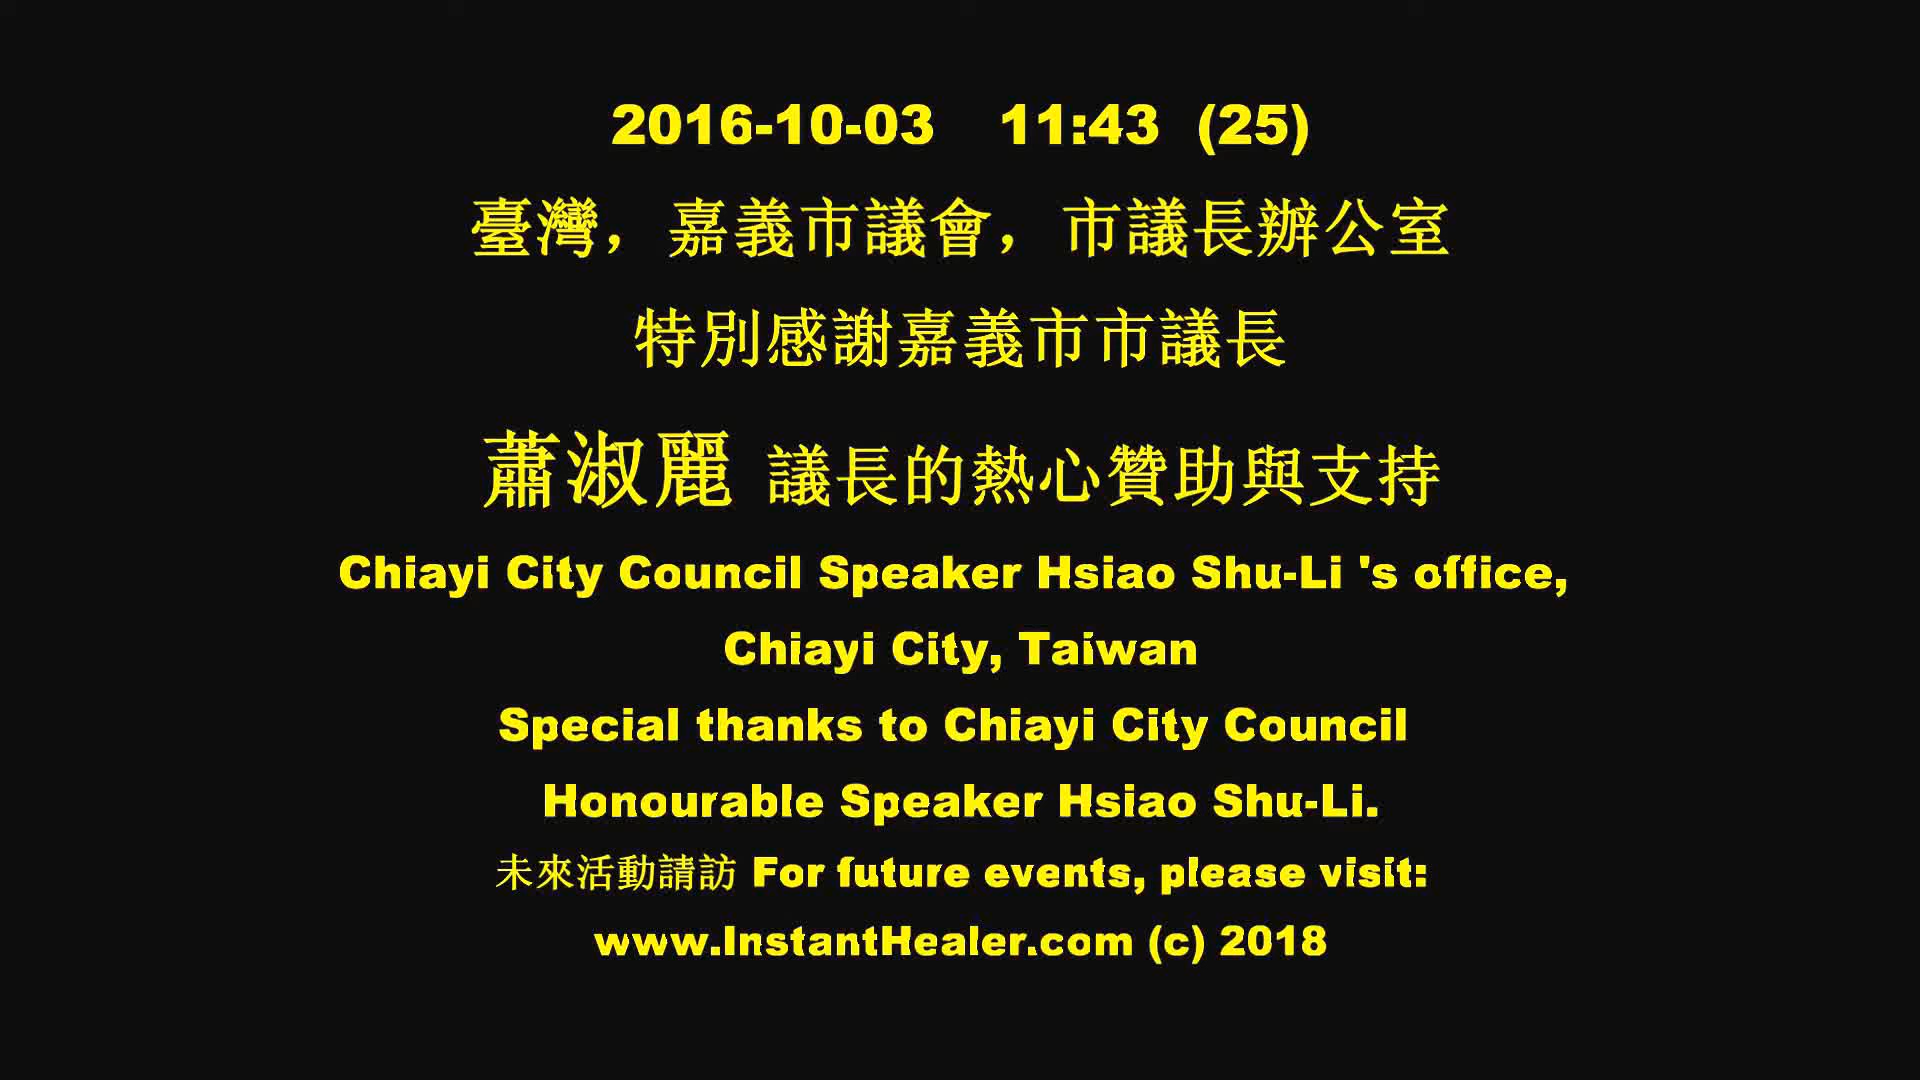 2016-10-03 11:43 (25)
臺灣，嘉義市議會，市議長辦公室
特別感謝嘉義市市議長
蕭淑麗 議長的熱心贊助與支持
Chiayi City Council Speaker Hsiao Shu-Li 's office,
Chiayi City, Taiwan
Special thanks to Chiayi City Council
Honourable Speaker Hsiao Shu-Li.
未來活動請訪 For future events, please visit:
www.InstantHealer.com (c) 2018